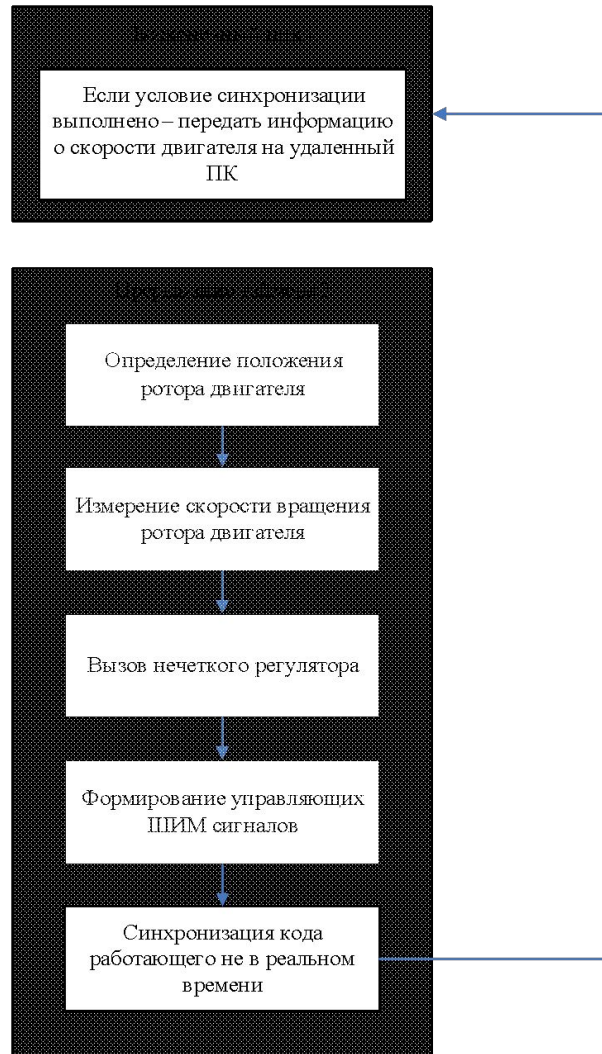 Если условие синхронизации
выполнено – передать информацию
о скорости двигателя на удаленный
ПК
Определение положения
ротора двигателя
Измерение скорости вращения
ротора двигателя
Вызов нечеткого регулятора
Формирование управляющих
ШИМ сигналов
Синхронизация кода
работающего не в реальном
времени